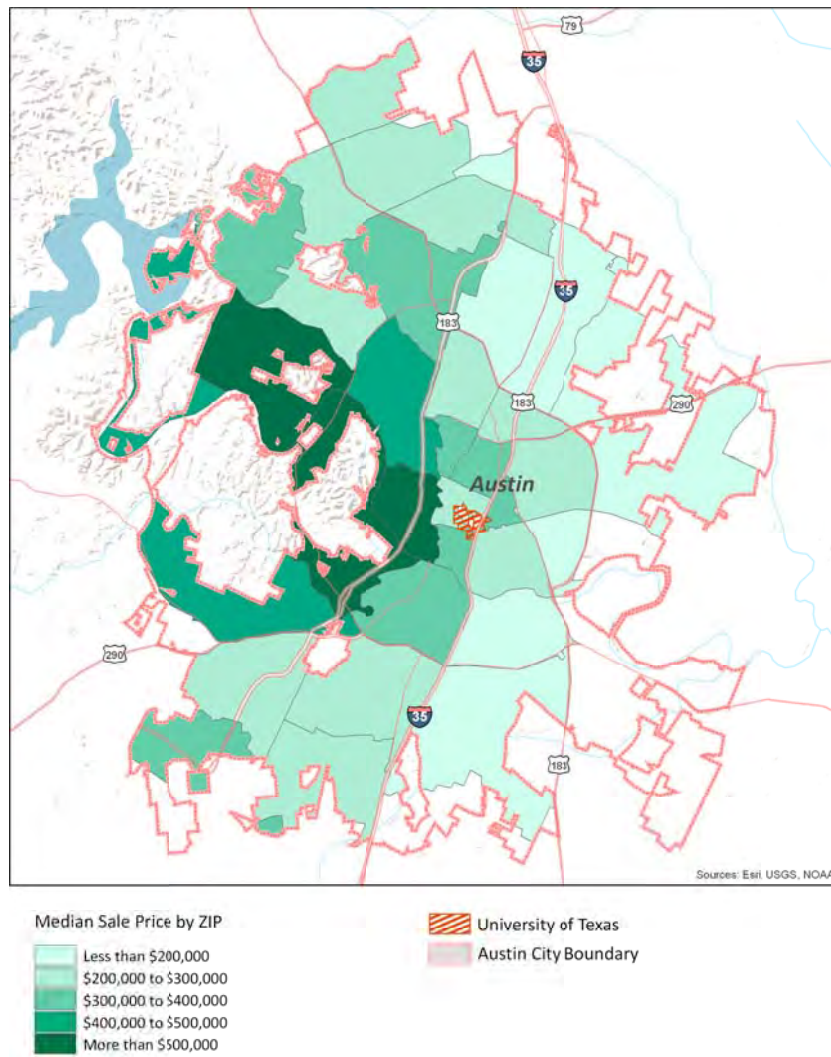 79
35
35
183
183
290
Austin
290
35
183
Sources: Esri, USGS, NOAA
Median Sale Price by ZIP
Less than $200,000
$200,000 to $300,000
$300,000 to $400,000
$400,000 to $500,000
More than $500,000
University of Texas
Austin City Boundary